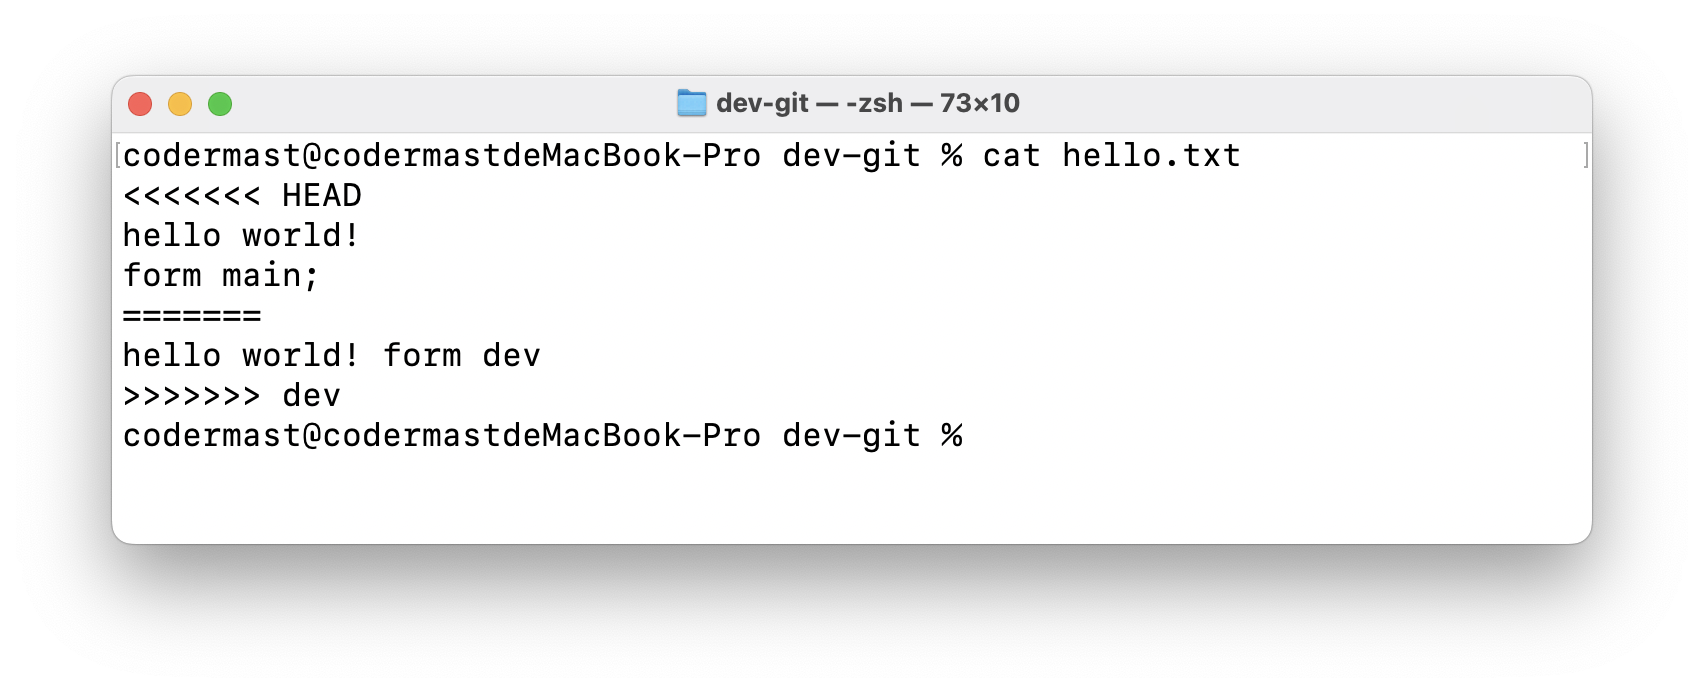 dev-git — -zsh — 73×10
[codermast@codermastdeMacBook-Pro dev-git % cat hello.txt ]
<<<<<<< HEAD
hello world!
form main;
=======
hello world! form dev
>>>>>>> dev
codermast@codermastdeMacBook-Pro dev-git %